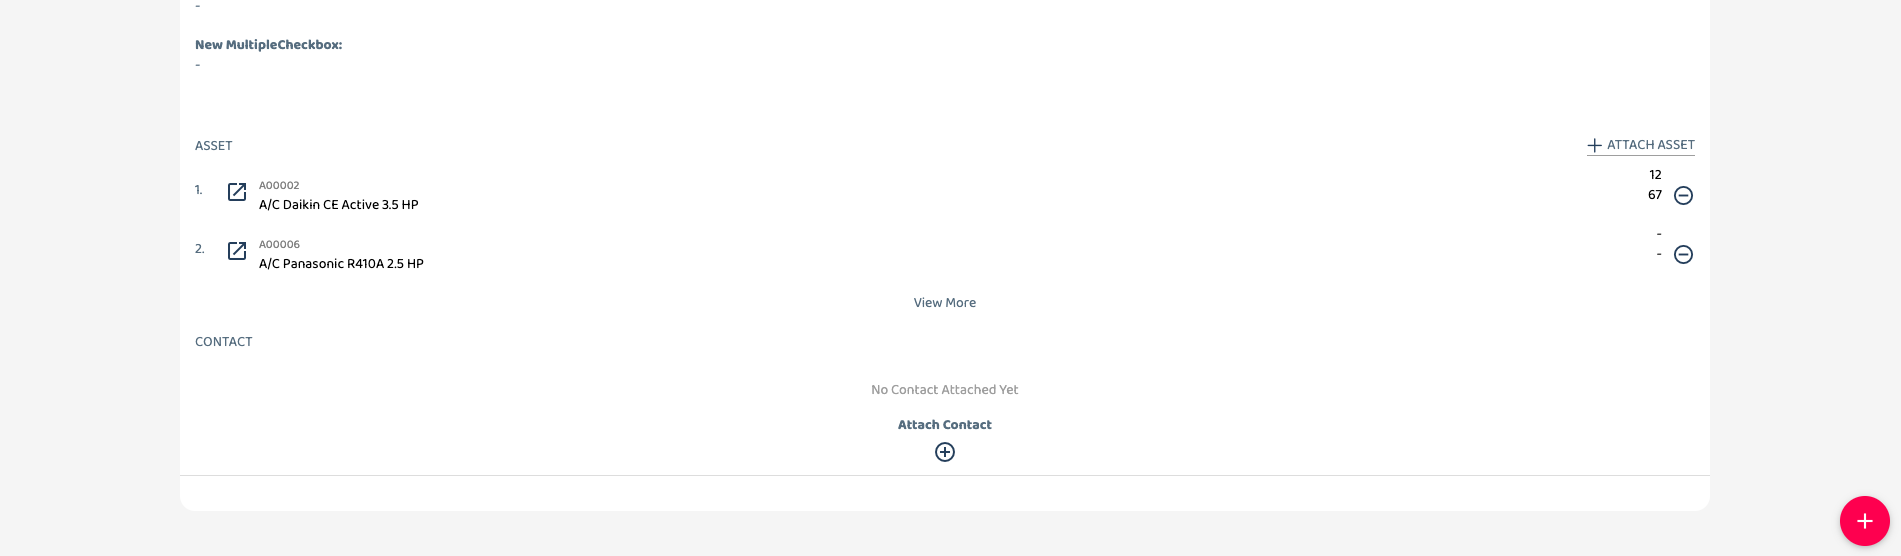 -
New MultipleCheckbox:
-
ASSET
ATTACH ASSET
1.
A00002
12
A/C Daikin CE Active 3.5 HP
67
2.
A00006
-
A/C Panasonic R410A 2.5 HP
-
View More
CONTACT
No Contact Attached Yet
Attach Contact